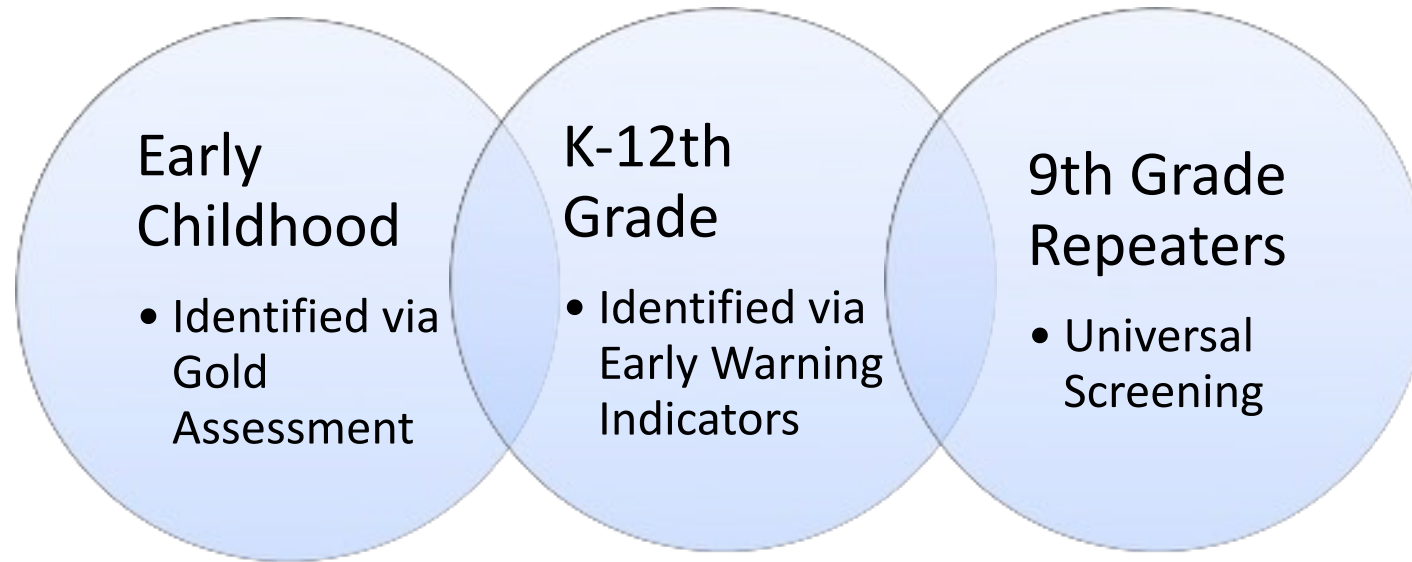 Early
Childhood
• Identified via
Gold
Assessment
K-12th
Grade
• Identified via
Early Warning
Indicators
9th Grade
Repeaters
• Universal
Screening